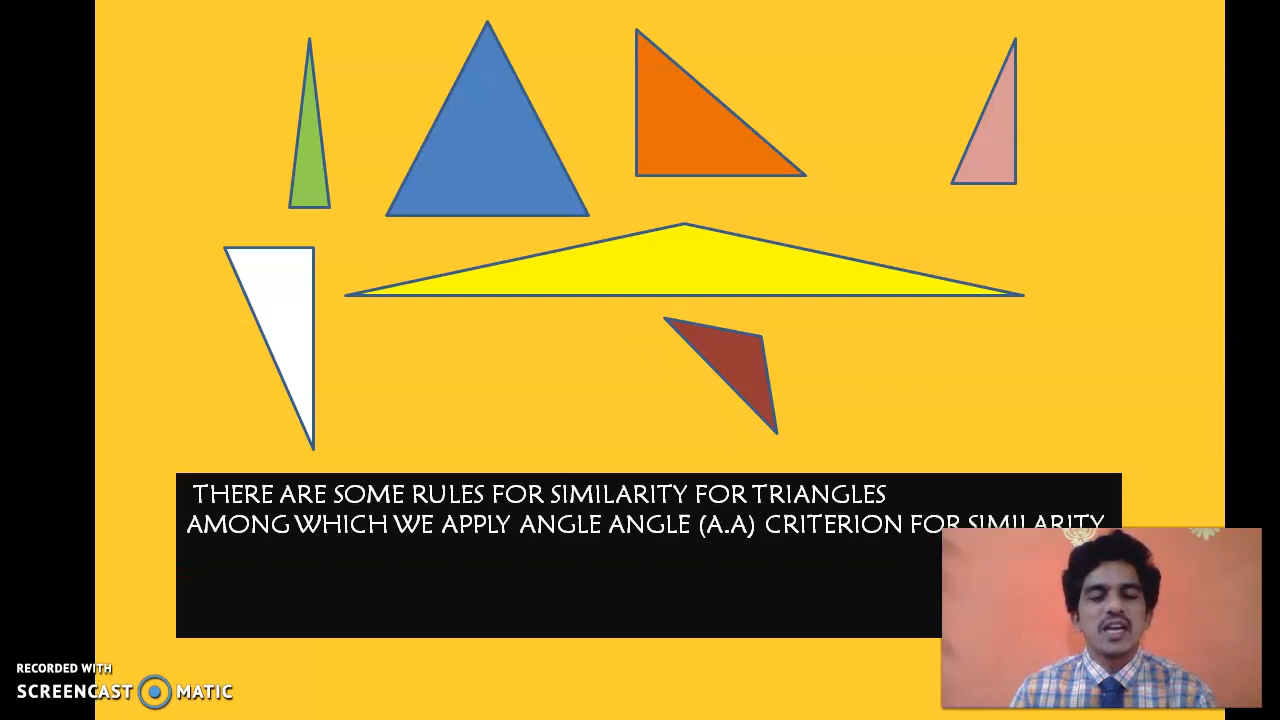 THERE ARE SOME RULES FOR SIMILARITY FOR TRIANGLES
AMONG WHICH WE APPLY ANGLE ANGLE (A.A) CRITERION FOR SIMILARITY
RECORDED WITH
SCREENCAST MATIC